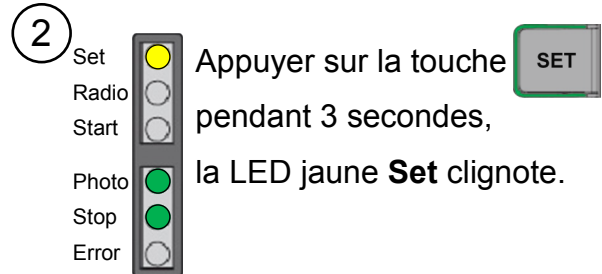 2
Set
Radio
Start
Photo
Stop
Error
Appuyer sur la touche SET
pendant 3 secondes,
la LED jaune Set clignote.